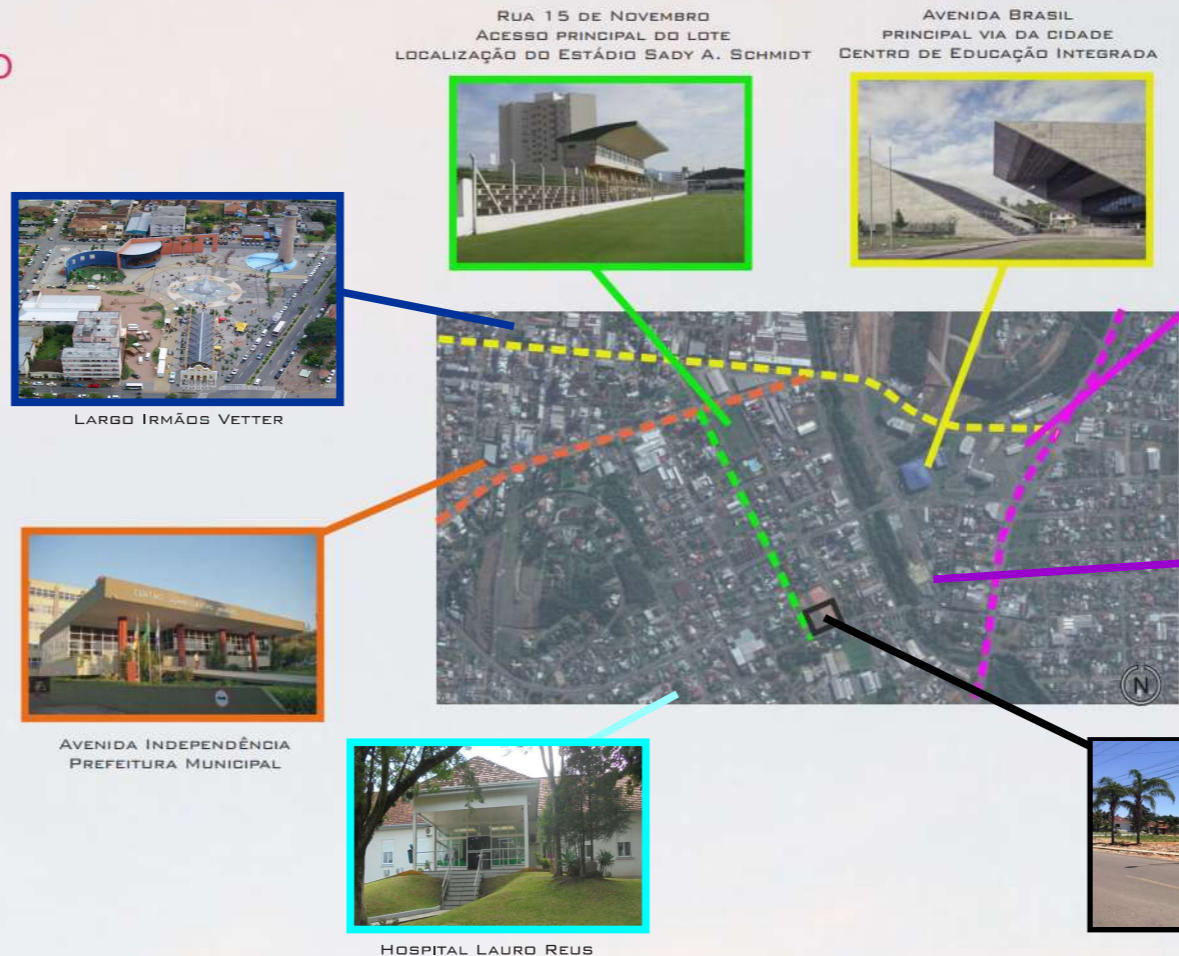 O
RUA 15 DE NOVEMBRO
ACESSO PRINCIPAL DO LOTE
LOCALIZAÇÃO DO ESTÁDIO SADY A. SCHMIDT
AVENIDA BRASIL
PRINCIPAL VIA DA CIDADE
CENTRO DE EDUCAÇÃO INTEGRADA
LARGO IRMÃOS VETTER
AVENIDA INDEPENDÊNCIA
PREFEITURA MUNICIPAL
N
HOSPITAL LAURO REUS